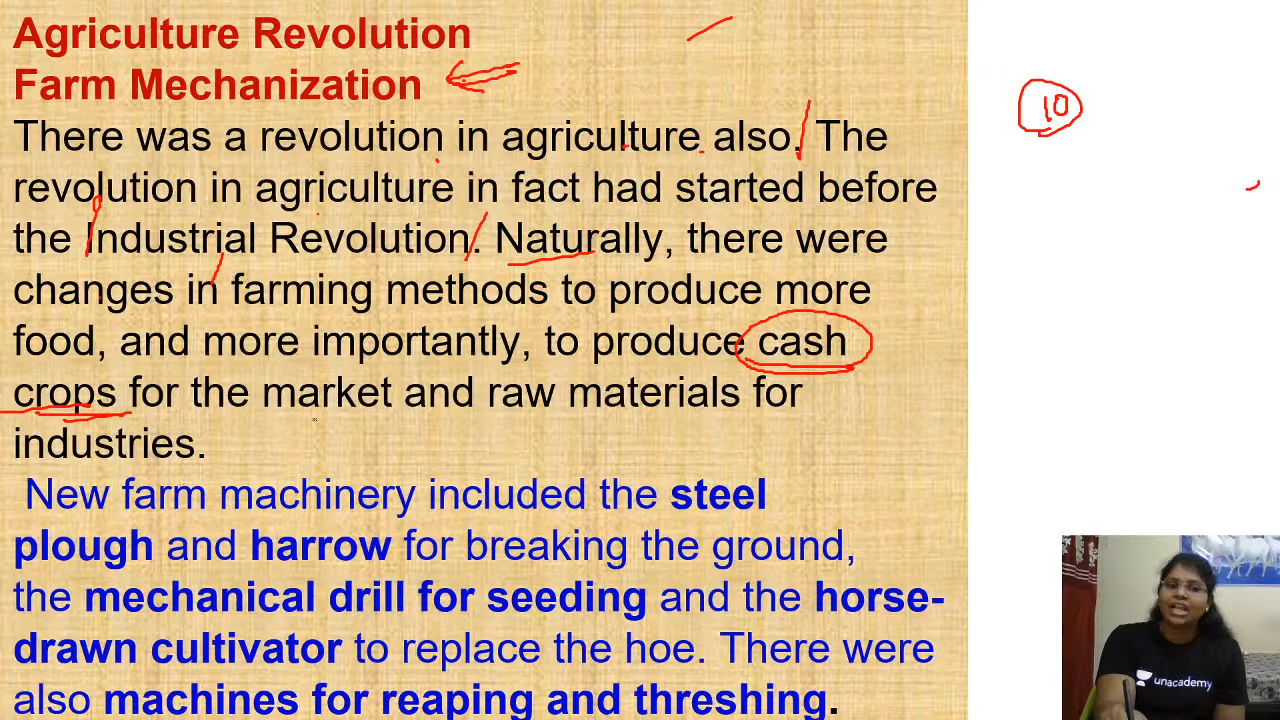 Agriculture Revolution
Farm Mechanization
There was a revolution in agriculture also. The
revolution in agriculture in fact had started before
the Industrial Revolution. Naturally, there were
changes in farming methods to produce more
food, and more importantly, to produce cash
crops for the market and raw materials for
industries.
New farm machinery included the steel
plough and harrow for breaking the ground,
the mechanical drill for seeding and the horse-
drawn cultivator to replace the hoe. There were
also machines for reaping and threshing.
10
unacademy